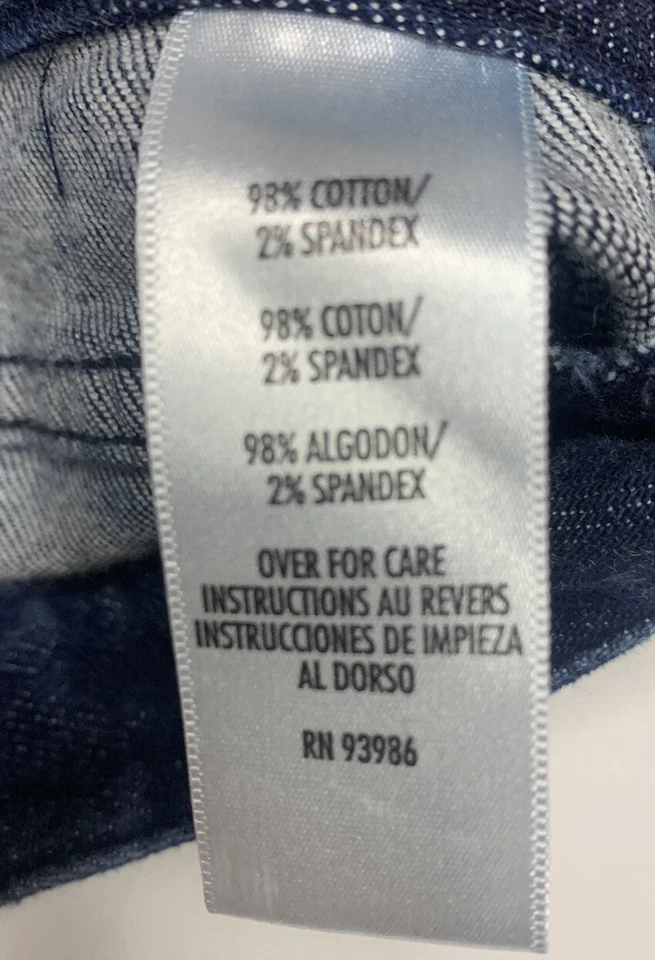 98% COTTON/
2% SPANDEX
98% COTON/
2% SPANDEX
98% ALGODON/
2% SPANDEX
OVER FOR CARE
INSTRUCTIONS AU REVERS
INSTRUCCIONES DE IMPIEZA
AL DORSO
RN 93986